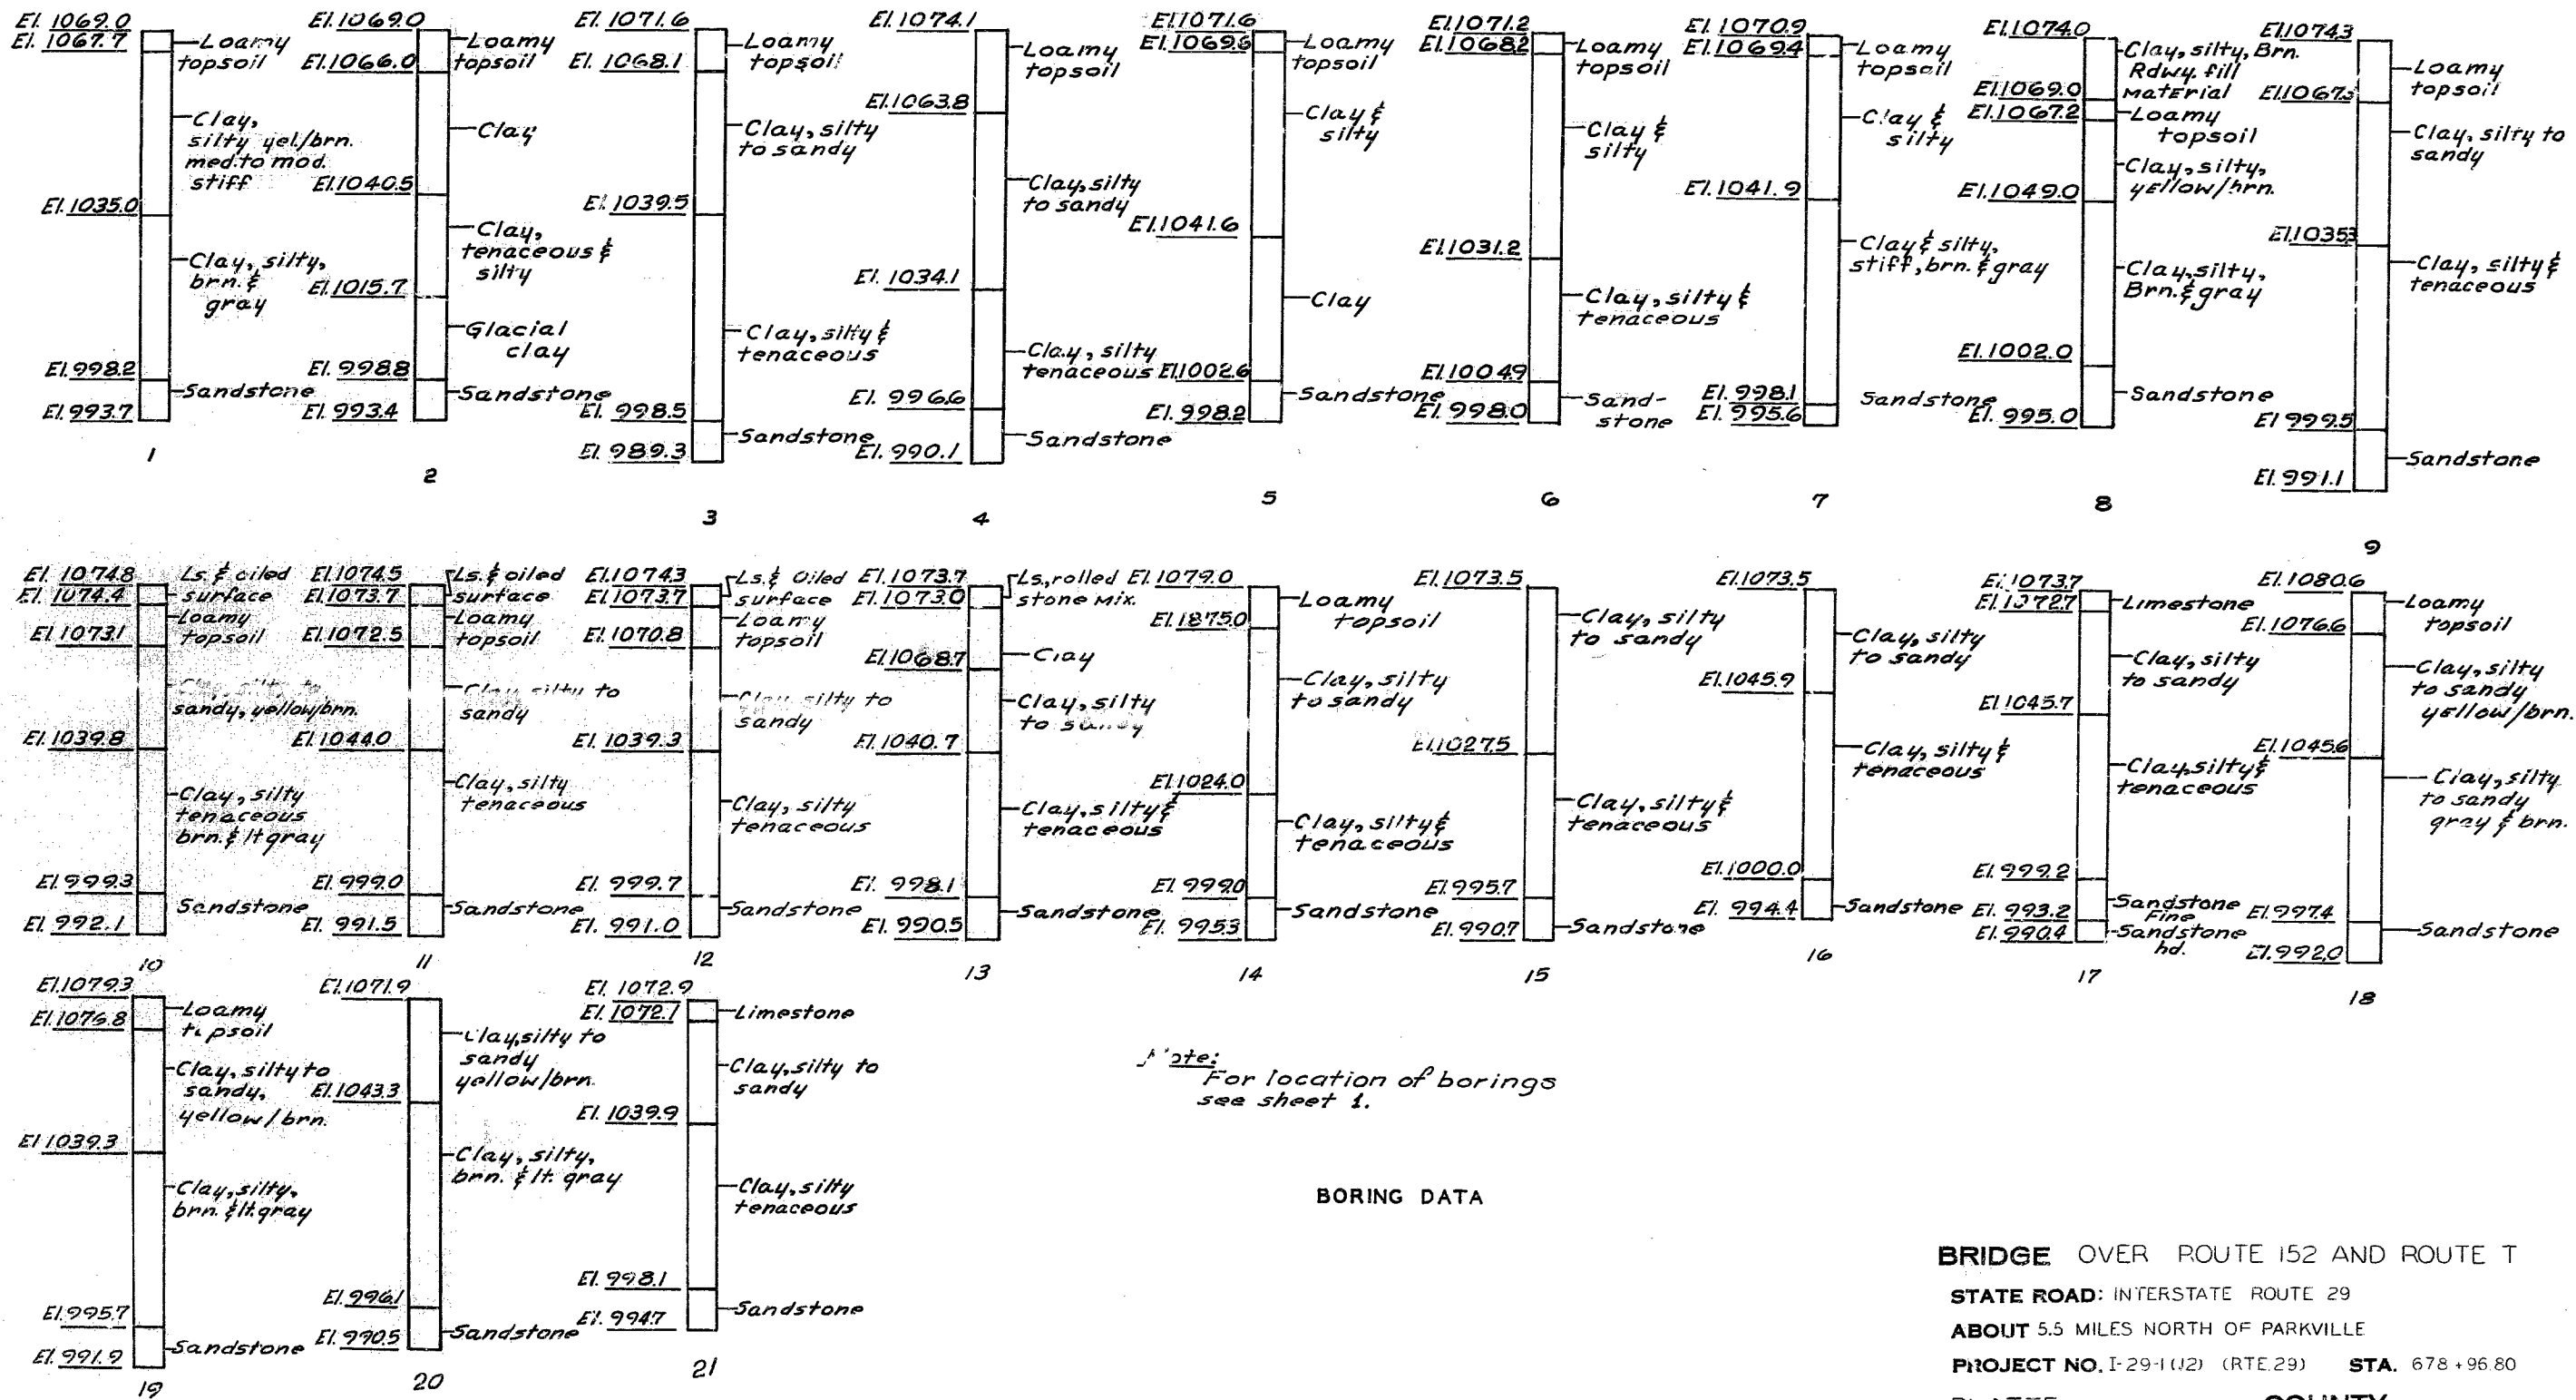 El. 1069.0
El. 1067.7
Loamy
topsoil
Clay,
silty yel/brn.
med. to mod.
stiff
El. 1035.0
Clay, silty,
brn. &
gray
El. 998.2
Sandstone
El. 993.7
1
El. 1069.0
Loamy
topsoil
El. 1066.0
Clay
El. 1040.5
Clay,
tenaceous &
silty
El. 1015.7
Glacial
clay
El. 998.8
Sandstone
El. 993.4
2
El. 1071.6
Loamy
topsoil
El. 1068.1
Clay, silty
to sandy
El. 1039.5
Clay, silty &
tenaceous
El. 998.5
Sandstone
El. 989.3
3
El. 1074.1
Loamy
topsoil
El. 1063.8
Clay, silty
to sandy
El. 1034.1
Clay, silty
tenaceous
El. 996.6
Sandstone
El. 990.1
4
El. 1071.6
El. 1069.6
Loamy
topsoil
Clay &
silty
El. 1041.6
Clay
El. 1002.6
Sandstone
El. 998.2
5
El. 1071.2
El. 1068.2
Loamy
topsoil
Clay &
silty
El. 1031.2
Clay, silty &
tenaceous
El. 1004.9
Sand-
stone
El. 998.0
6
El. 1070.9
El. 1069.4
Loamy
topsoil
Clay &
silty
El. 1041.9
Clay & silty,
stiff, brn. & gray
El. 998.1
Sandstone
El. 995.6
7
El. 1074.0
Clay, silty, Brn.
Rdwy. fill
material
El. 1069.0
El. 1067.2
Loamy
topsoil
Clay, silty,
yellow/brn.
El. 1049.0
Clay, silty,
Brn. & gray
El. 1002.0
Sandstone
El. 995.0
8
El. 1074.3
Loamy
topsoil
El. 1067.3
Clay, silty to
sandy
El. 1035.3
Clay, silty &
tenaceous
El. 999.5
Sandstone
El. 991.1
9
El. 1074.8
Ls. & oiled
surface
El. 1074.4
Loamy
topsoil
El. 1073.1
Clay, silty to
sandy, yellow/brn.
El. 1039.8
Clay, silty
tenaceous
brn. & lt gray
El. 999.3
Sandstone
El. 992.1
10
El. 1074.5
Ls. & oiled
surface
El. 1073.7
Loamy
topsoil
El. 1072.5
Clay silty to
sandy
El. 1044.0
Clay, silty
tenaceous
El. 999.0
Sandstone
El. 991.5
11
El. 1074.3
Ls. & Oiled
surface
El. 1073.7
Loamy
topsoil
El. 1070.8
Clay silty to
sandy
El. 1039.3
Clay, silty
tenaceous
El. 999.7
Sandstone
El. 991.0
12
El. 1073.7
Ls., rolled
stone mix.
El. 1073.0
Clay
El. 1068.7
Clay, silty
to sandy
El. 1040.7
Clay, silty &
tenaceous
El. 998.1
Sandstone
El. 990.5
13
El. 1079.0
Loamy
topsoil
El. 1875.0
Clay, silty
to sandy
El. 1024.0
Clay, silty &
tenaceous
El. 999.0
Sandstone
El. 995.3
14
El. 1073.5
Clay, silty
to sandy
El. 1027.5
Clay, silty &
tenaceous
El. 995.7
Sandstone
El. 990.7
15
El. 1073.5
Clay, silty
to sandy
El. 1045.9
Clay, silty &
tenaceous
El. 1000.0
Sandstone
El. 994.4
16
El. 1073.7
El. 1072.7
Limestone
Clay, silty
to sandy
El. 1045.7
Clay, silty &
tenaceous
El. 999.2
Sandstone
Fine
El. 993.2
Sandstone
hd.
El. 990.4
17
El. 1080.6
Loamy
topsoil
El. 1076.6
Clay, silty
to sandy
yellow/brn.
El. 1045.6
Clay, silty
to sandy
gray & brn.
El. 997.4
Sandstone
El. 992.0
18
El. 1079.3
Loamy
topsoil
El. 1076.8
Clay, silty to
sandy,
yellow/brn.
El. 1039.3
Clay, silty,
brn. & lt. gray
El. 995.7
Sandstone
El. 991.9
19
El. 1071.9
Clay, silty to
sandy
yellow/brn.
El. 1043.3
Clay, silty,
brn. & lt. gray
El. 996.1
Sandstone
El. 990.5
20
El. 1072.9
El. 1072.1
Limestone
Clay, silty to
sandy
El. 1039.9
Clay, silty
tenaceous
El. 998.1
Sandstone
El. 994.7
21
Note:
For location of borings
see sheet 1.
BORING DATA
BRIDGE OVER ROUTE 152 AND ROUTE T
STATE ROAD: INTERSTATE ROUTE 29
ABOUT 5.5 MILES NORTH OF PARKVILLE
PROJECT NO. I-29-1(12) (RTE.29) STA. 678+96.80
PLATTE COUNTY